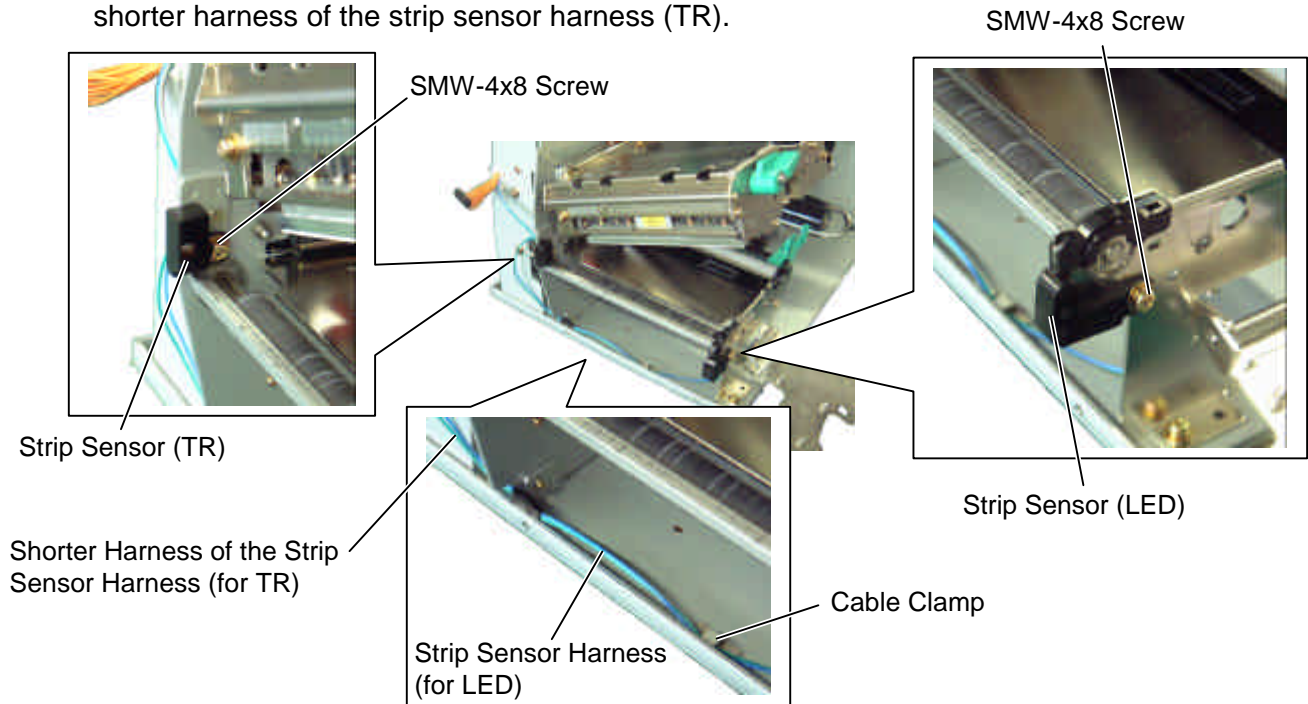 shorter harness of the strip sensor harness (TR).
SMW-4x8 Screw
SMW-4x8 Screw
Strip Sensor (TR)
Strip Sensor (LED)
Shorter Harness of the Strip
Sensor Harness (for TR)
Cable Clamp
Strip Sensor Harness
(for LED)